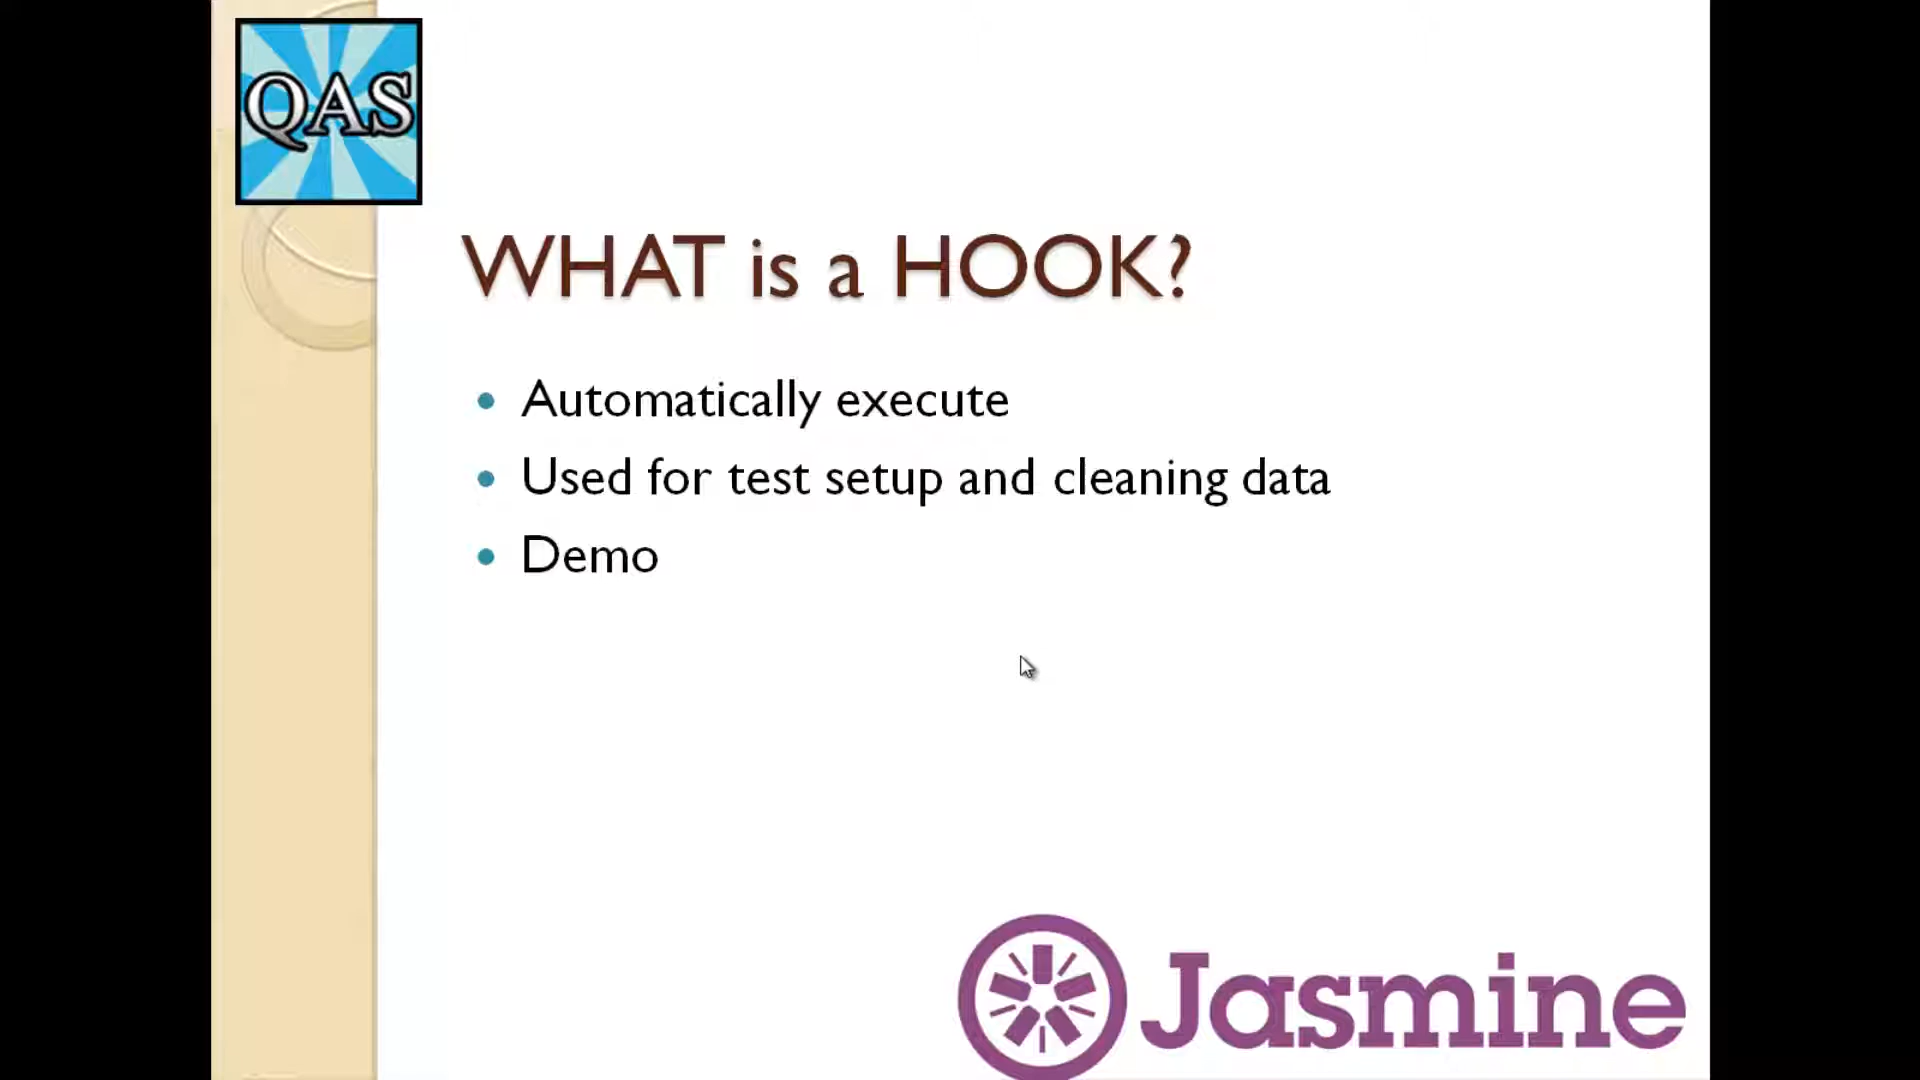 QAS
WHAT is a HOOK?
Automatically execute
Used for test setup and cleaning data
Demo
Jasmine